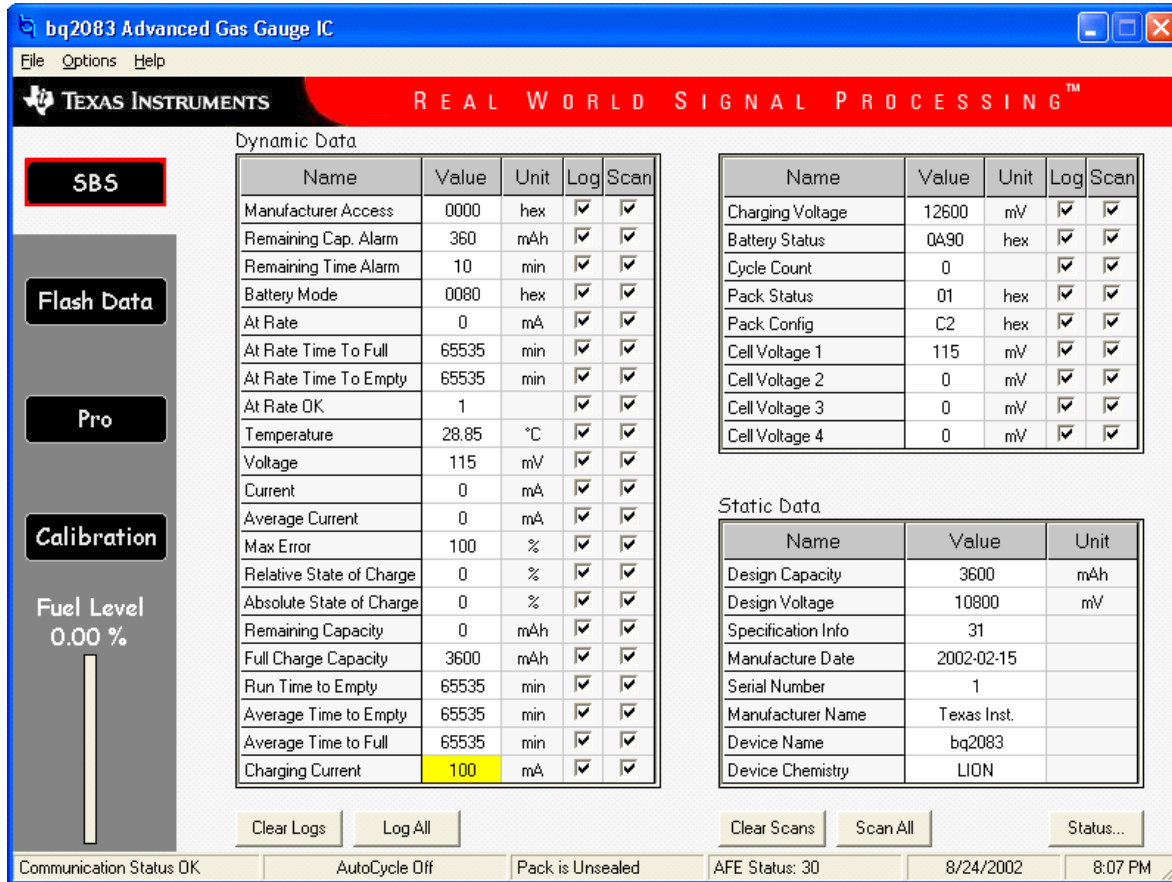 bq2083 Advanced Gas Gauge IC
File Options Help
TEXAS INSTRUMENTS
REAL WORLD SIGNAL PROCESSING™
SBS
Flash Data
Pro
Calibration
Fuel Level
0.00 %
Dynamic Data
Name Value Unit Log Scan
Manufacturer Access 0000 hex
Remaining Cap. Alarm 360 mAh
Remaining Time Alarm 10 min
Battery Mode 0080 hex
At Rate 0 mA
At Rate Time To Full 65535 min
At Rate Time To Empty 65535 min
At Rate OK 1
Temperature 28.85 °C
Voltage 115 mV
Current 0 mA
Average Current 0 mA
Max Error 100 %
Relative State of Charge 0 %
Absolute State of Charge 0 %
Remaining Capacity 0 mAh
Full Charge Capacity 3600 mAh
Run Time to Empty 65535 min
Average Time to Empty 65535 min
Average Time to Full 65535 min
Charging Current 100 mA
Name Value Unit Log Scan
Charging Voltage 12600 mV
Battery Status 0A90 hex
Cycle Count 0
Pack Status 01 hex
Pack Config C2 hex
Cell Voltage 1 115 mV
Cell Voltage 2 0 mV
Cell Voltage 3 0 mV
Cell Voltage 4 0 mV
Static Data
Name Value Unit
Design Capacity 3600 mAh
Design Voltage 10800 mV
Specification Info 31
Manufacture Date 2002-02-15
Serial Number 1
Manufacturer Name Texas Inst.
Device Name bq2083
Device Chemistry LION
Clear Logs Log All Clear Scans Scan All Status...
Communication Status OK AutoCycle Off Pack is Unsealed AFE Status: 30 8/24/2002 8:07 PM